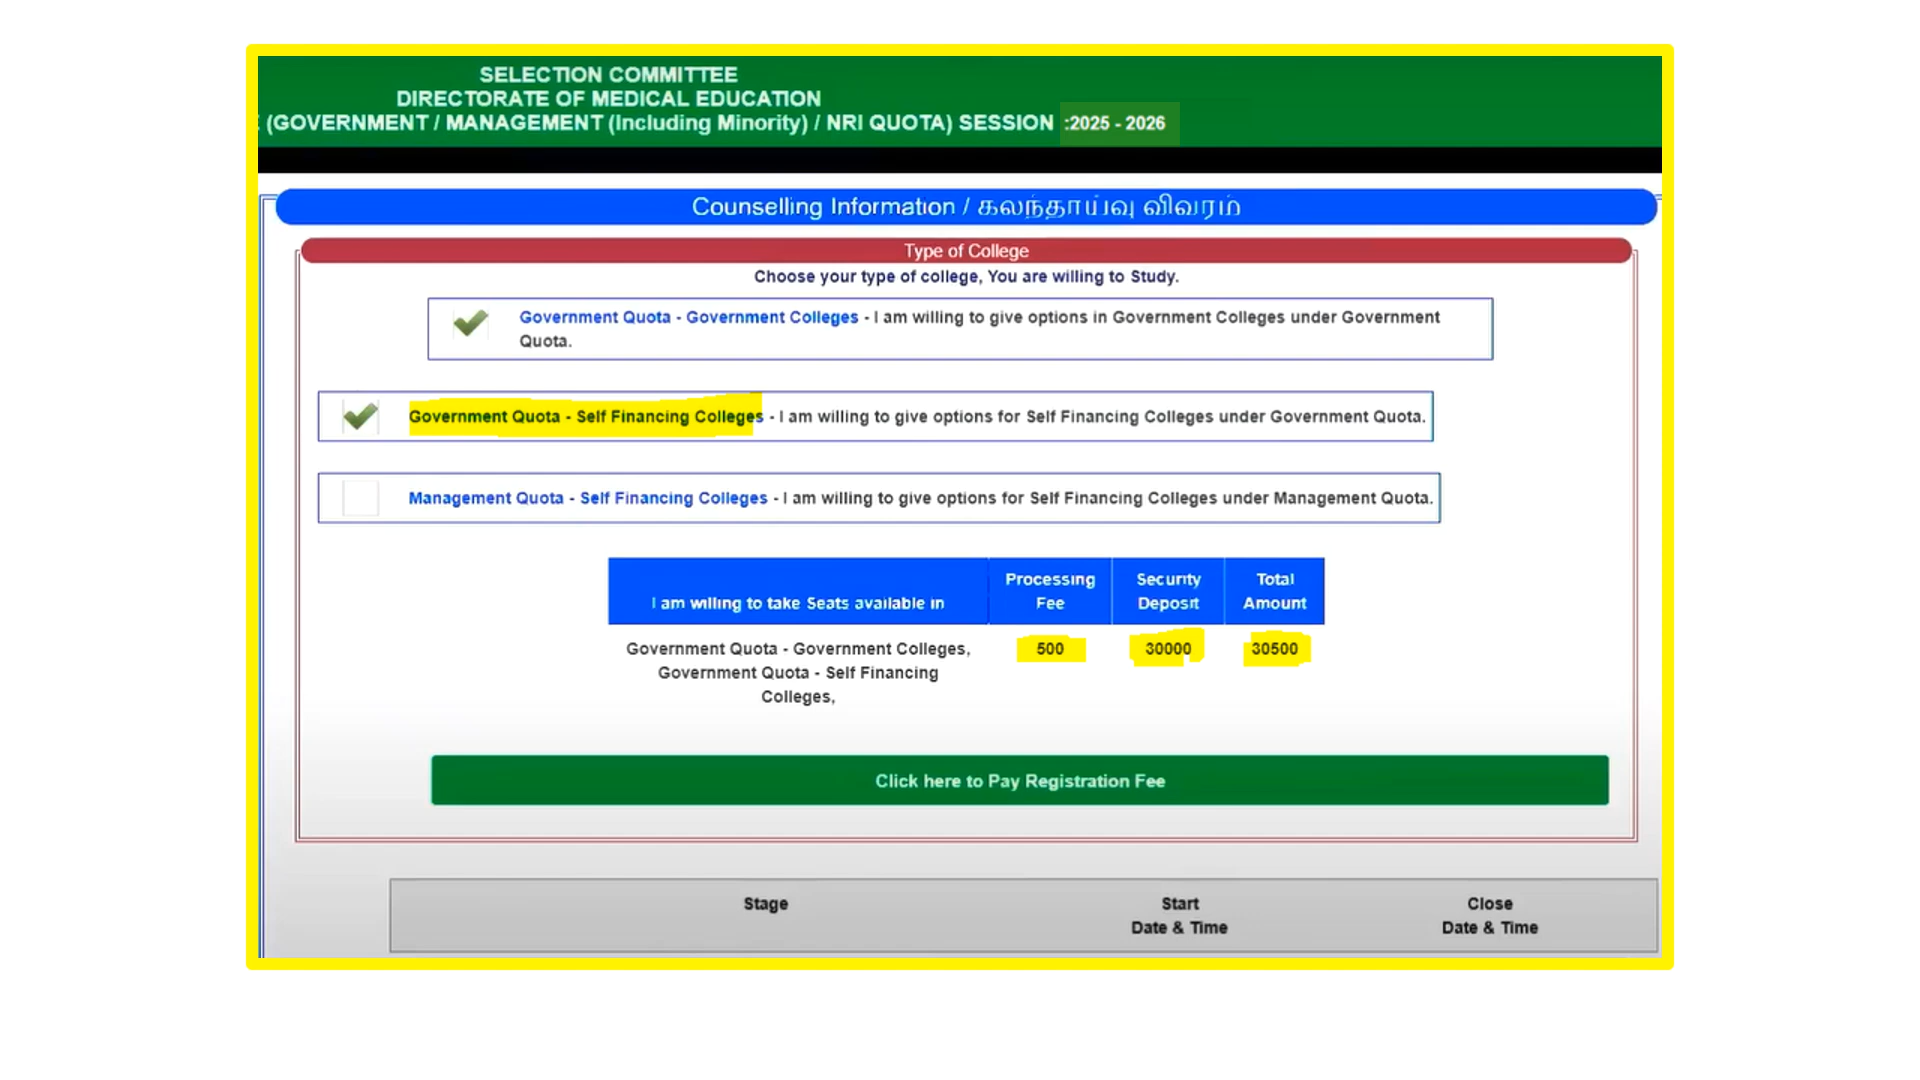 SELECTION COMMITTEE
DIRECTORATE OF MEDICAL EDUCATION
(GOVERNMENT / MANAGEMENT (Including Minority) / NRI QUOTA) SESSION :2025 - 2026
Counselling Information / கலந்தாய்வு விவரம்
Type of College
Choose your type of college, You are willing to Study.
Government Quota - Government Colleges - I am willing to give options in Government Colleges under Government
Quota.
Government Quota - Self Financing Colleges - I am willing to give options for Self Financing Colleges under Government Quota.
Management Quota - Self Financing Colleges - I am willing to give options for Self Financing Colleges under Management Quota.
I am willing to take Seats available in Processing Fee Security Deposit Total Amount
Government Quota - Government Colleges, 500 30000 30500
Government Quota - Self Financing
Colleges,
Click here to Pay Registration Fee
Stage Start Date & Time Close Date & Time